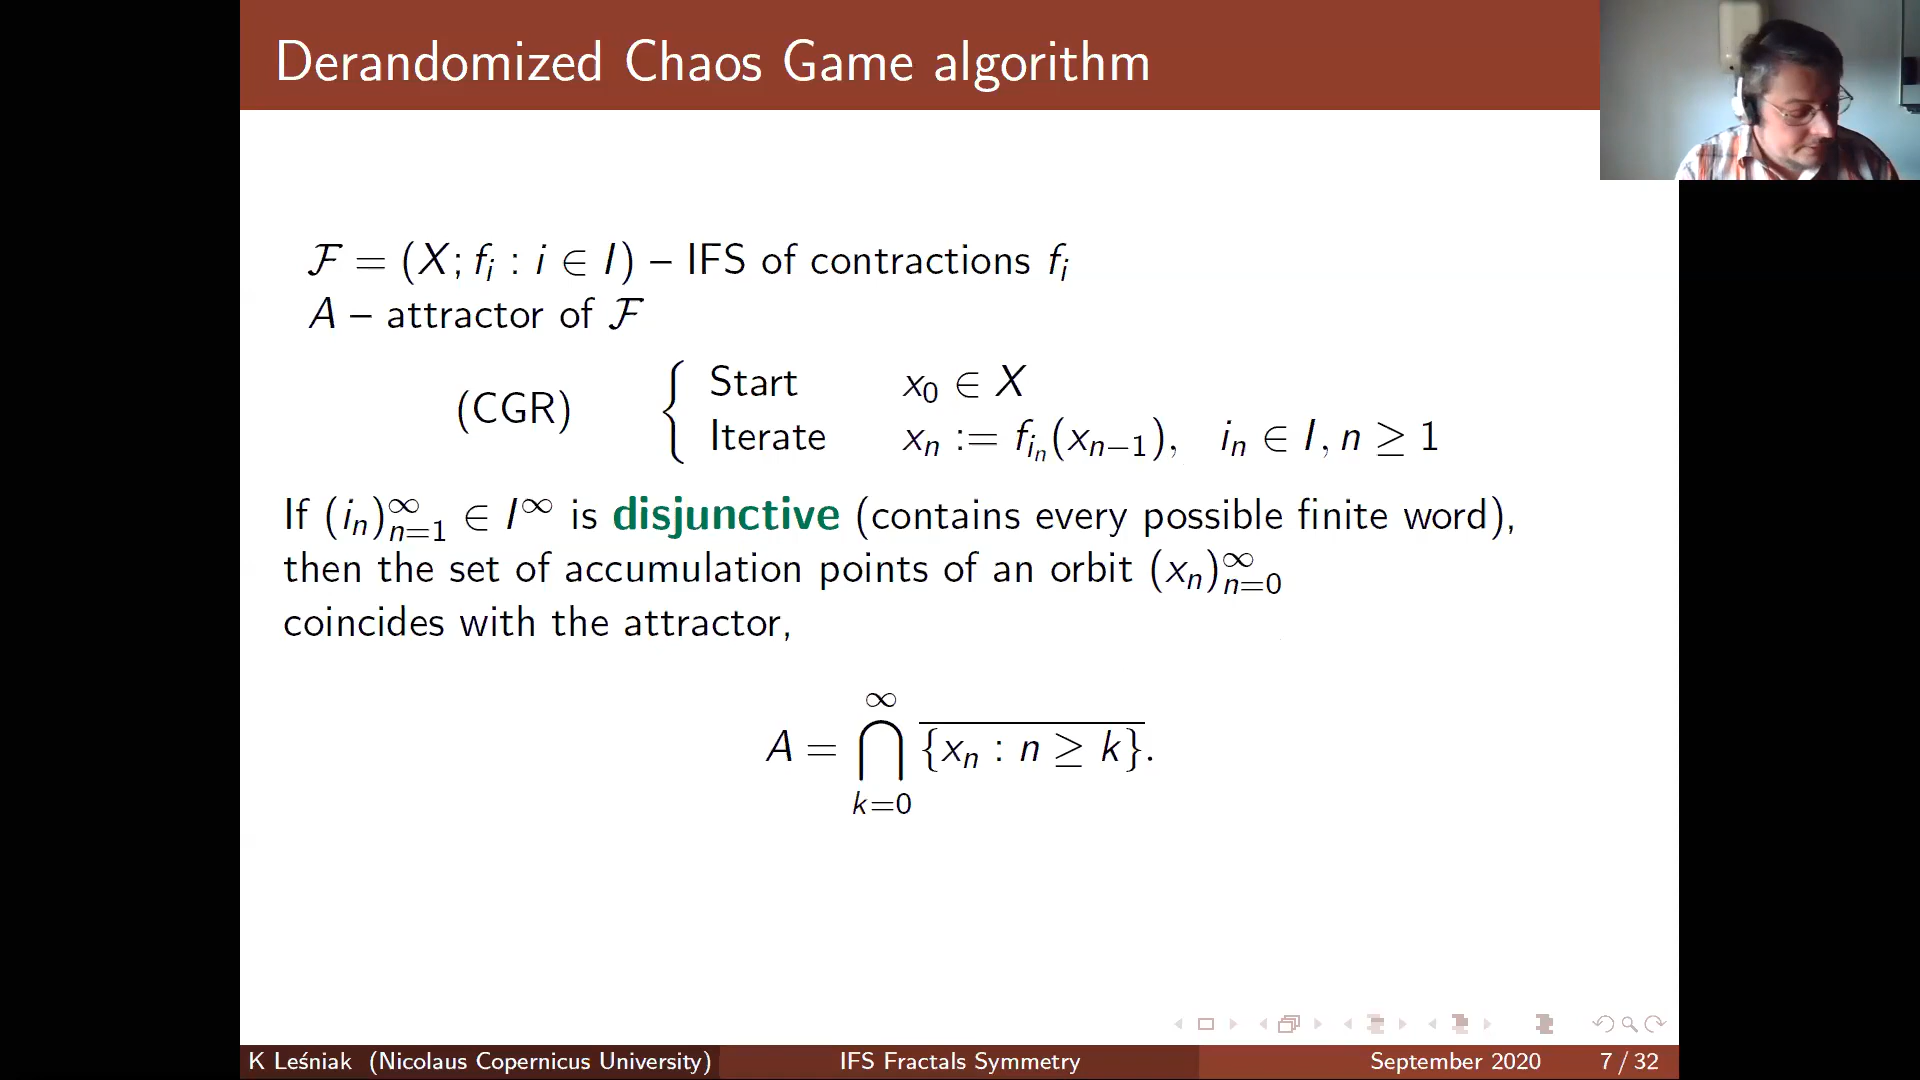 Derandomized Chaos Game algorithm
ℱ = (X; fᵢ : i ∈ I) – IFS of contractions fᵢ
A – attractor of ℱ
(CGR) { Start x₀ ∈ X
Iterate xₙ := f_{iₙ}(xₙ₋₁), iₙ ∈ I, n ≥ 1
If (iₙ)_{n=1}^∞ ∈ I^∞ is disjunctive (contains every possible finite word),
then the set of accumulation points of an orbit (xₙ)_{n=0}^∞
coincides with the attractor,
A = ⋂_{k=0}^∞ \overline{{xₙ : n ≥ k}}.
K Leśniak (Nicolaus Copernicus University) IFS Fractals Symmetry September 2020 7 / 32